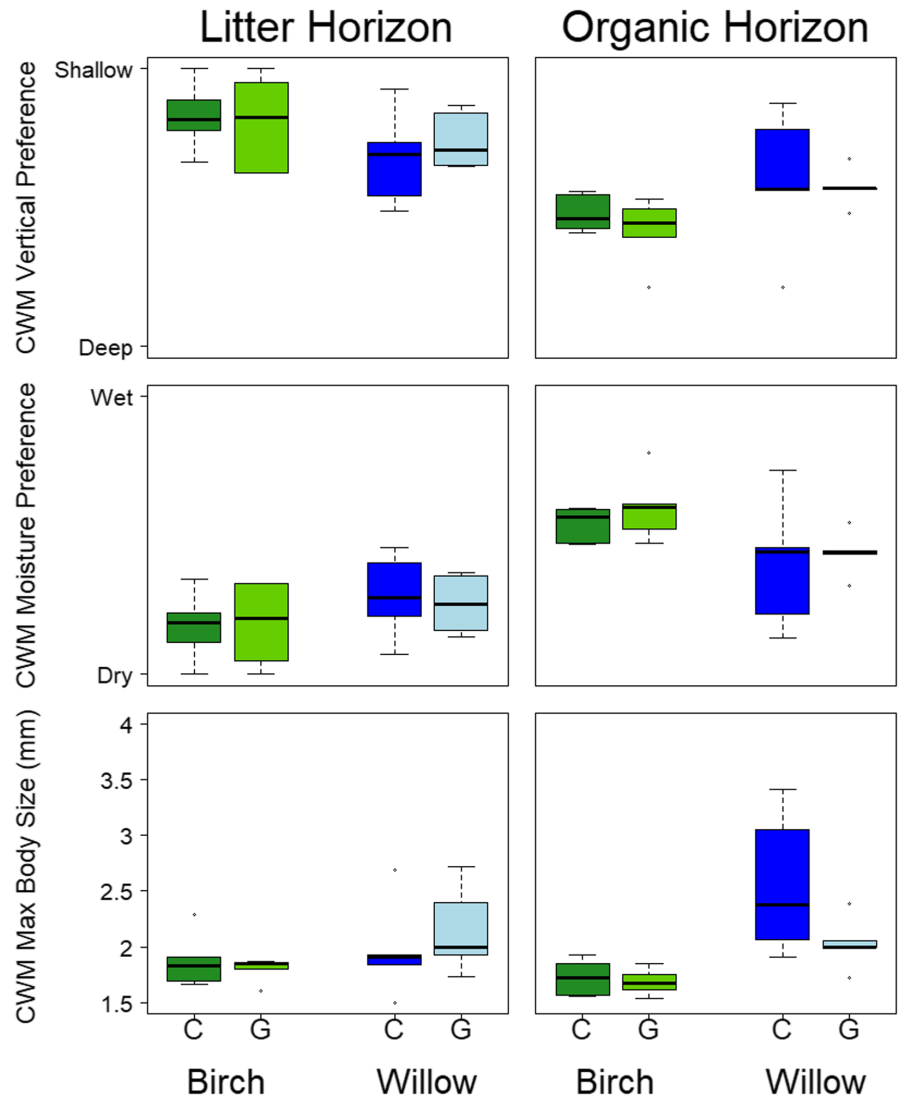 Litter Horizon
Organic Horizon
CWM Vertical Preference
Shallow
Deep
CWM Moisture Preference
Wet
Dry
CWM Max Body Size (mm)
4
3.5
3
2.5
2
1.5
C G C G
C G C G
Birch Willow
Birch Willow